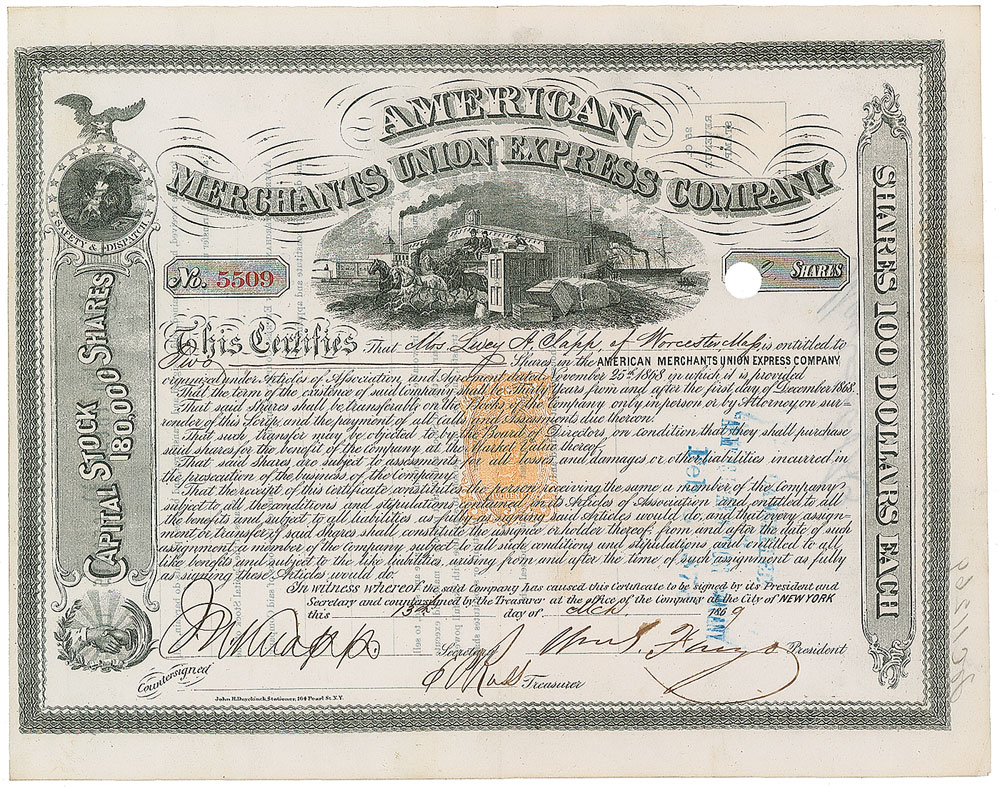 AMERICAN
MERCHANTS UNION EXPRESS COMPANY
SAFETY & DISPATCH
No. 5509
2 SHARES
CAPITAL STOCK
180.000 SHARES
SHARES 100 DOLLARS EACH
This Certifies That Mrs Lucy A. Clapp of Worcester Mass is entitled to
Two Shares in the AMERICAN MERCHANTS UNION EXPRESS COMPANY
organized under Articles of Association and Agreement dated November 25th 1868 in which it is provided
That the term of the existence of said company shall be Thirty Years from and after the first day of December 1868.
That said shares shall be transferable on the Books of the Company only in person or by Attorney on sur-
render of this Scrip, and the payment of all calls and assessments due thereon.
That such transfer may be objected to by the Board of Directors, on condition that they shall purchase
said shares for the benefit of the company at the Market Value thereof.
That said shares are subject to assessments for all losses, and damages, or other liabilities incurred in
the prosecution of the business of the Company.
That the receipt of this certificate constitutes the person receiving the same a member of the Company
subject to all the conditions and stipulations contained in its Articles of Association and entitled to all
the benefits and subject to all liabilities as fully as signing said Articles would do, and that every assign-
ment or transfer of said shares shall constitute the assignee or holder thereof from and after the date of such
assignment a member of the Company subject to all such conditions and stipulations and entitled to all
like benefits and subject to the like liabilities, arising from and after the time of such assignment as fully
as signing these Articles would do.
In witness whereof the said Company has caused this Certificate to be signed by its President and
Secretary and countersigned by the Treasurer at the office of the Company at the City of NEW YORK
this 13th day of Mch 1869
Secretary Wm G. Fargo President
Countersigned
Treasurer
John H. Duyckinck, Stationer, 164 Pearl St. N.Y.